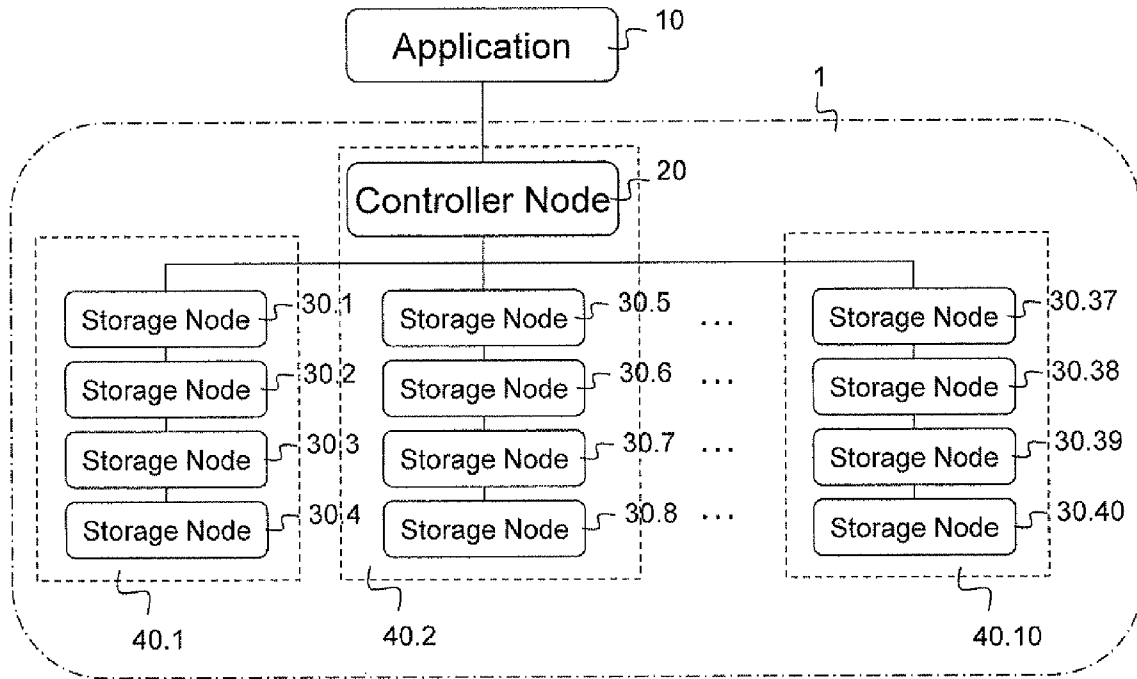 Application 10
1
Controller Node 20
Storage Node 30.1
Storage Node 30.5 ...
Storage Node 30.37
Storage Node 30.2
Storage Node 30.6 ...
Storage Node 30.38
Storage Node 30.3
Storage Node 30.7 ...
Storage Node 30.39
Storage Node 30.4
Storage Node 30.8 ...
Storage Node 30.40
40.1
40.2
40.10